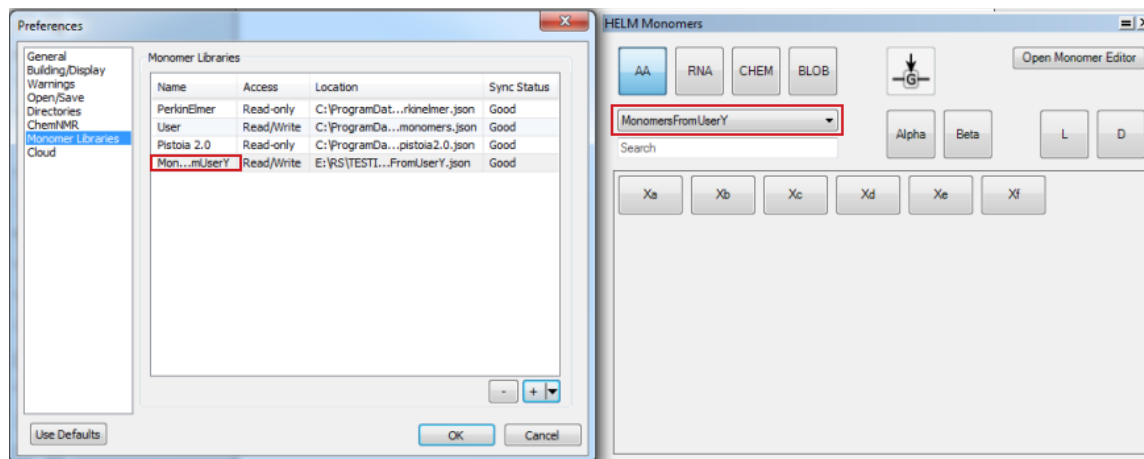 Preferences
General
Building/Display
Warnings
Open/Save
Directories
ChemNMR
Monomer Libraries
Cloud
Monomer Libraries
Name Access Location Sync Status
PerkinElmer Read-only C:\ProgramDat...rkinelmer.json Good
User Read/Write C:\ProgramDa...monomers.json Good
Pistoia 2.0 Read-only C:\ProgramDa...pistoia2.0.json Good
Mon...mUserY Read/Write E:\RS\TESTI...FromUserY.json Good
- +
Use Defaults OK Cancel
HELM Monomers
AA RNA CHEM BLOB G Open Monomer Editor
MonomersFromUserY
Search
Alpha Beta L D
Xa Xb Xc Xd Xe Xf